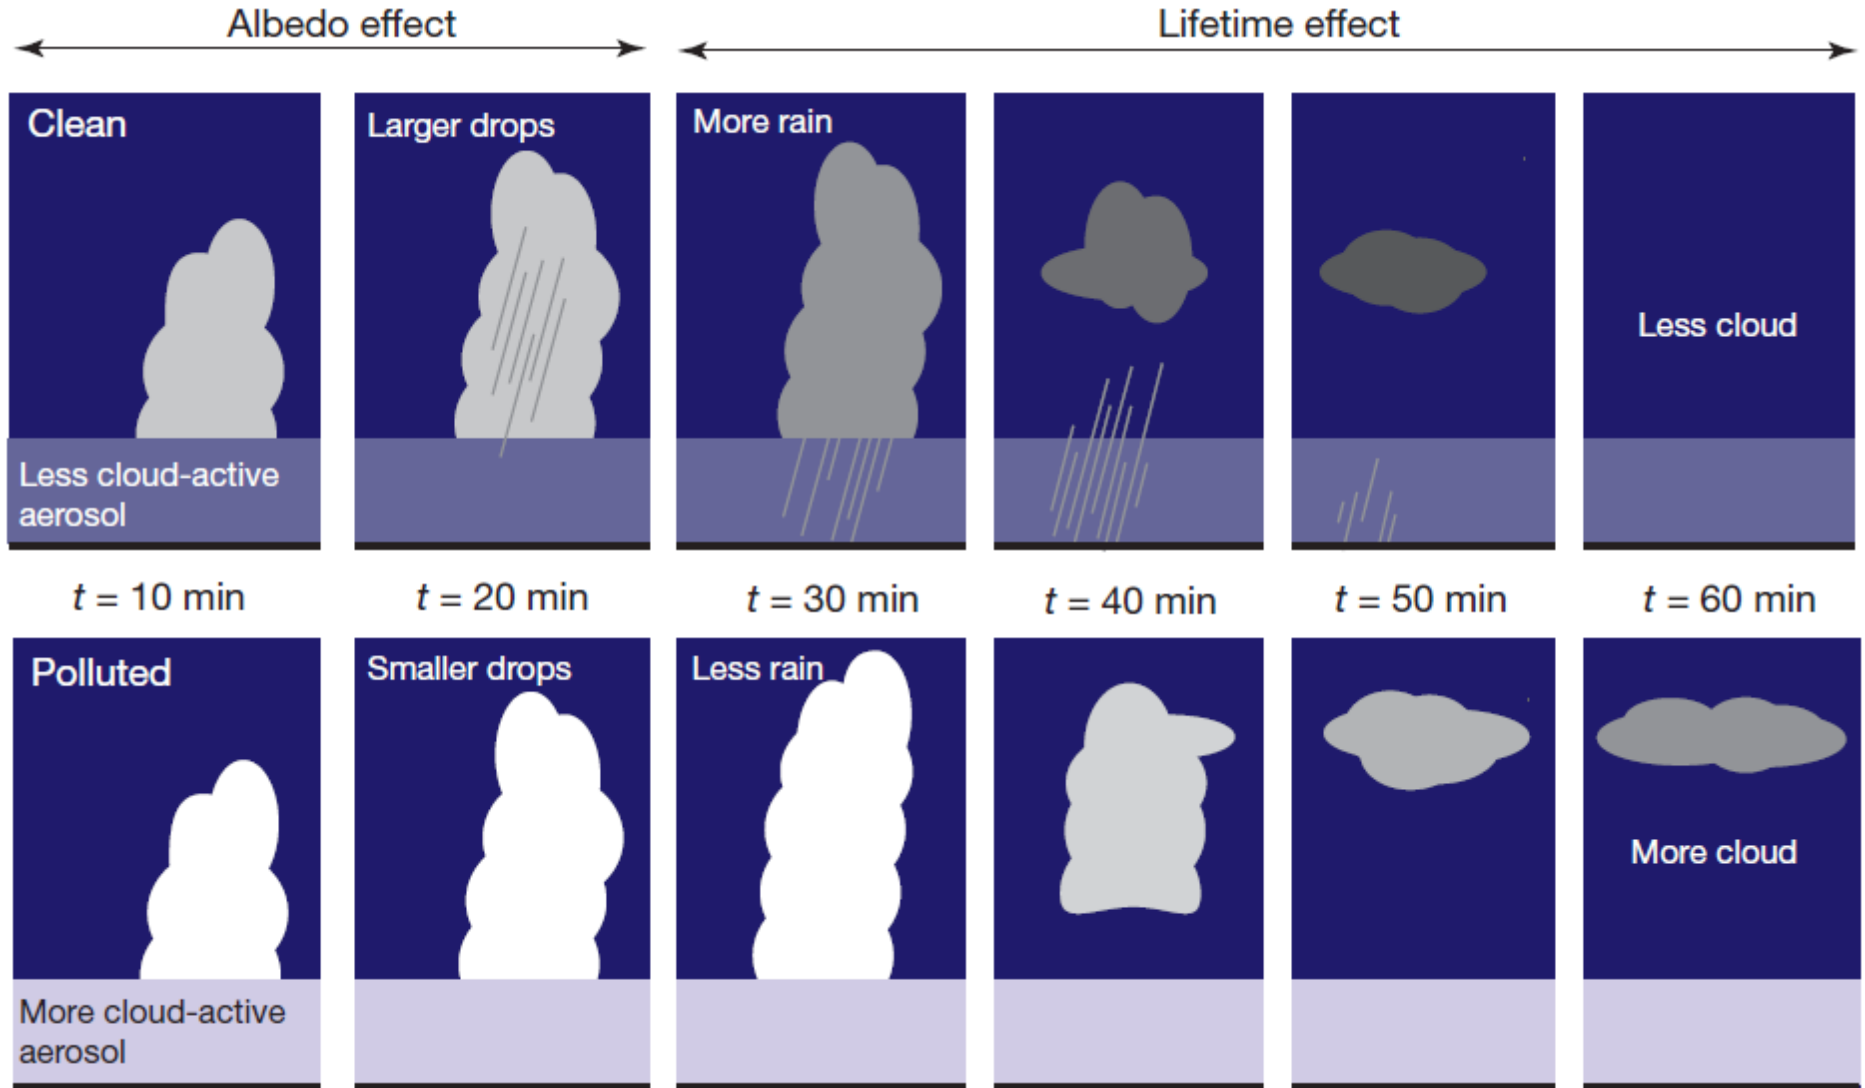 Albedo effect
Lifetime effect
Clean
Larger drops
More rain
Less cloud
Less cloud-active
aerosol
t = 10 min
t = 20 min
t = 30 min
t = 40 min
t = 50 min
t = 60 min
Polluted
Smaller drops
Less rain
More cloud
More cloud-active
aerosol